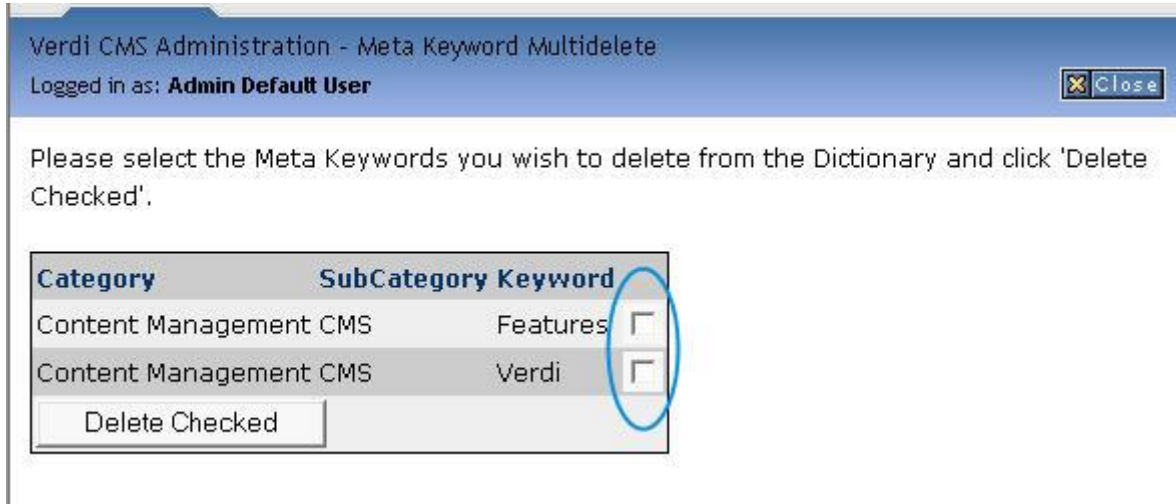 Verdi CMS Administration - Meta Keyword Multidelete
Logged in as: Admin Default User
Close
Please select the Meta Keywords you wish to delete from the Dictionary and click 'Delete
Checked'.
Category SubCategory Keyword
Content Management CMS Features
Content Management CMS Verdi
Delete Checked